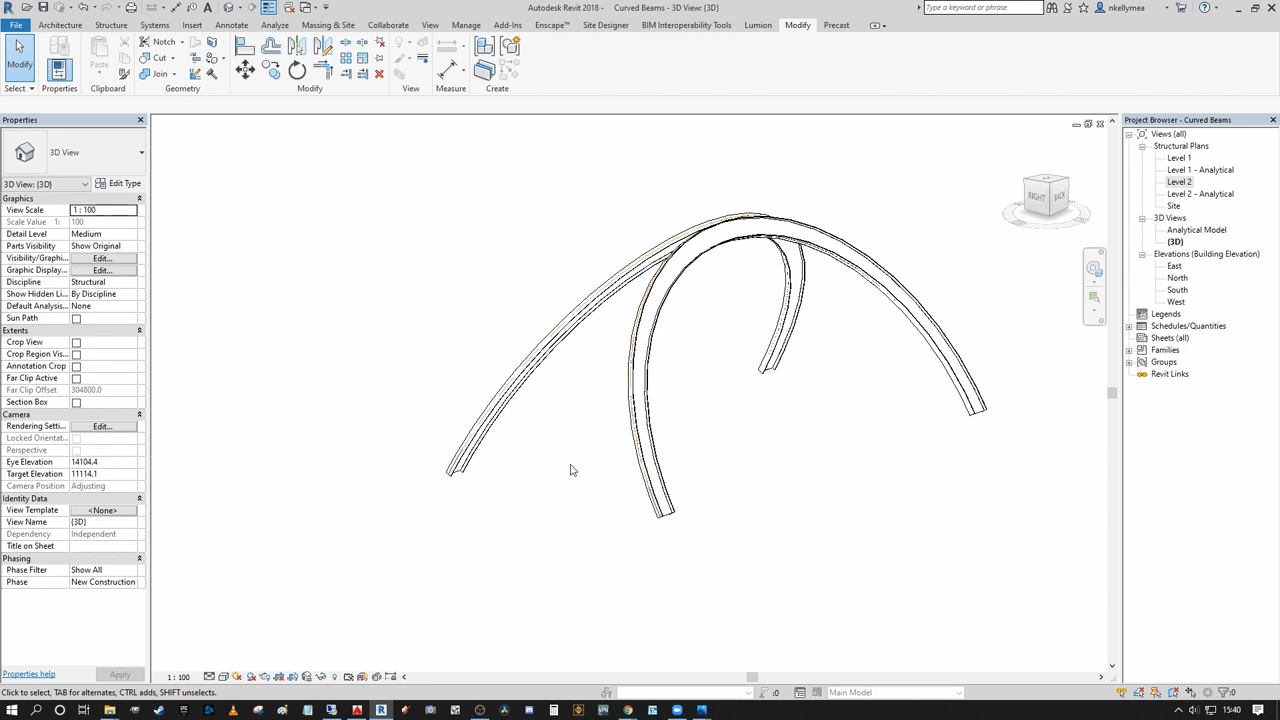 Autodesk Revit 2018 - Curved Beams - 3D View: {3D}
Type a keyword or phrase
nkellymea
File Architecture Structure Systems Insert Annotate Analyze Massing & Site Collaborate View Manage Add-Ins Enscape™ Site Designer BIM Interoperability Tools Lumion Modify Precast
Modify
Properties
Paste
Notch
Cut
Join
Select Properties Clipboard Geometry Modify View Measure Create
Properties
3D View
3D View: {3D} Edit Type
Graphics
View Scale 1 : 100
Scale Value 1: 100
Detail Level Medium
Parts Visibility Show Original
Visibility/Graphi... Edit...
Graphic Display... Edit...
Discipline Structural
Show Hidden Li... By Discipline
Default Analysis... None
Sun Path
Extents
Crop View
Crop Region Vis...
Annotation Crop
Far Clip Active
Far Clip Offset 304800.0
Section Box
Camera
Rendering Setti... Edit...
Locked Orientat...
Perspective
Eye Elevation 14104.4
Target Elevation 11114.1
Camera Position Adjusting
Identity Data
View Template <None>
View Name {3D}
Dependency Independent
Title on Sheet
Phasing
Phase Filter Show All
Phase New Construction
Properties help Apply
RIGHT BACK
Project Browser - Curved Beams
Views (all)
Structural Plans
Level 1
Level 1 - Analytical
Level 2
Level 2 - Analytical
Site
3D Views
Analytical Model
{3D}
Elevations (Building Elevation)
East
North
South
West
Legends
Schedules/Quantities
Sheets (all)
Families
Groups
Revit Links
1 : 100
Click to select, TAB for alternates, CTRL adds, SHIFT unselects.
:0
Main Model
:0
15:40